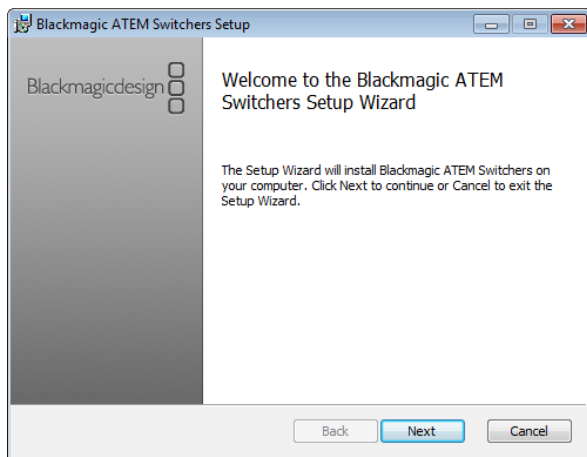 Blackmagic ATEM Switchers Setup
Blackmagicdesign
Welcome to the Blackmagic ATEM
Switchers Setup Wizard
The Setup Wizard will install Blackmagic ATEM Switchers on
your computer. Click Next to continue or Cancel to exit the
Setup Wizard.
Back Next Cancel